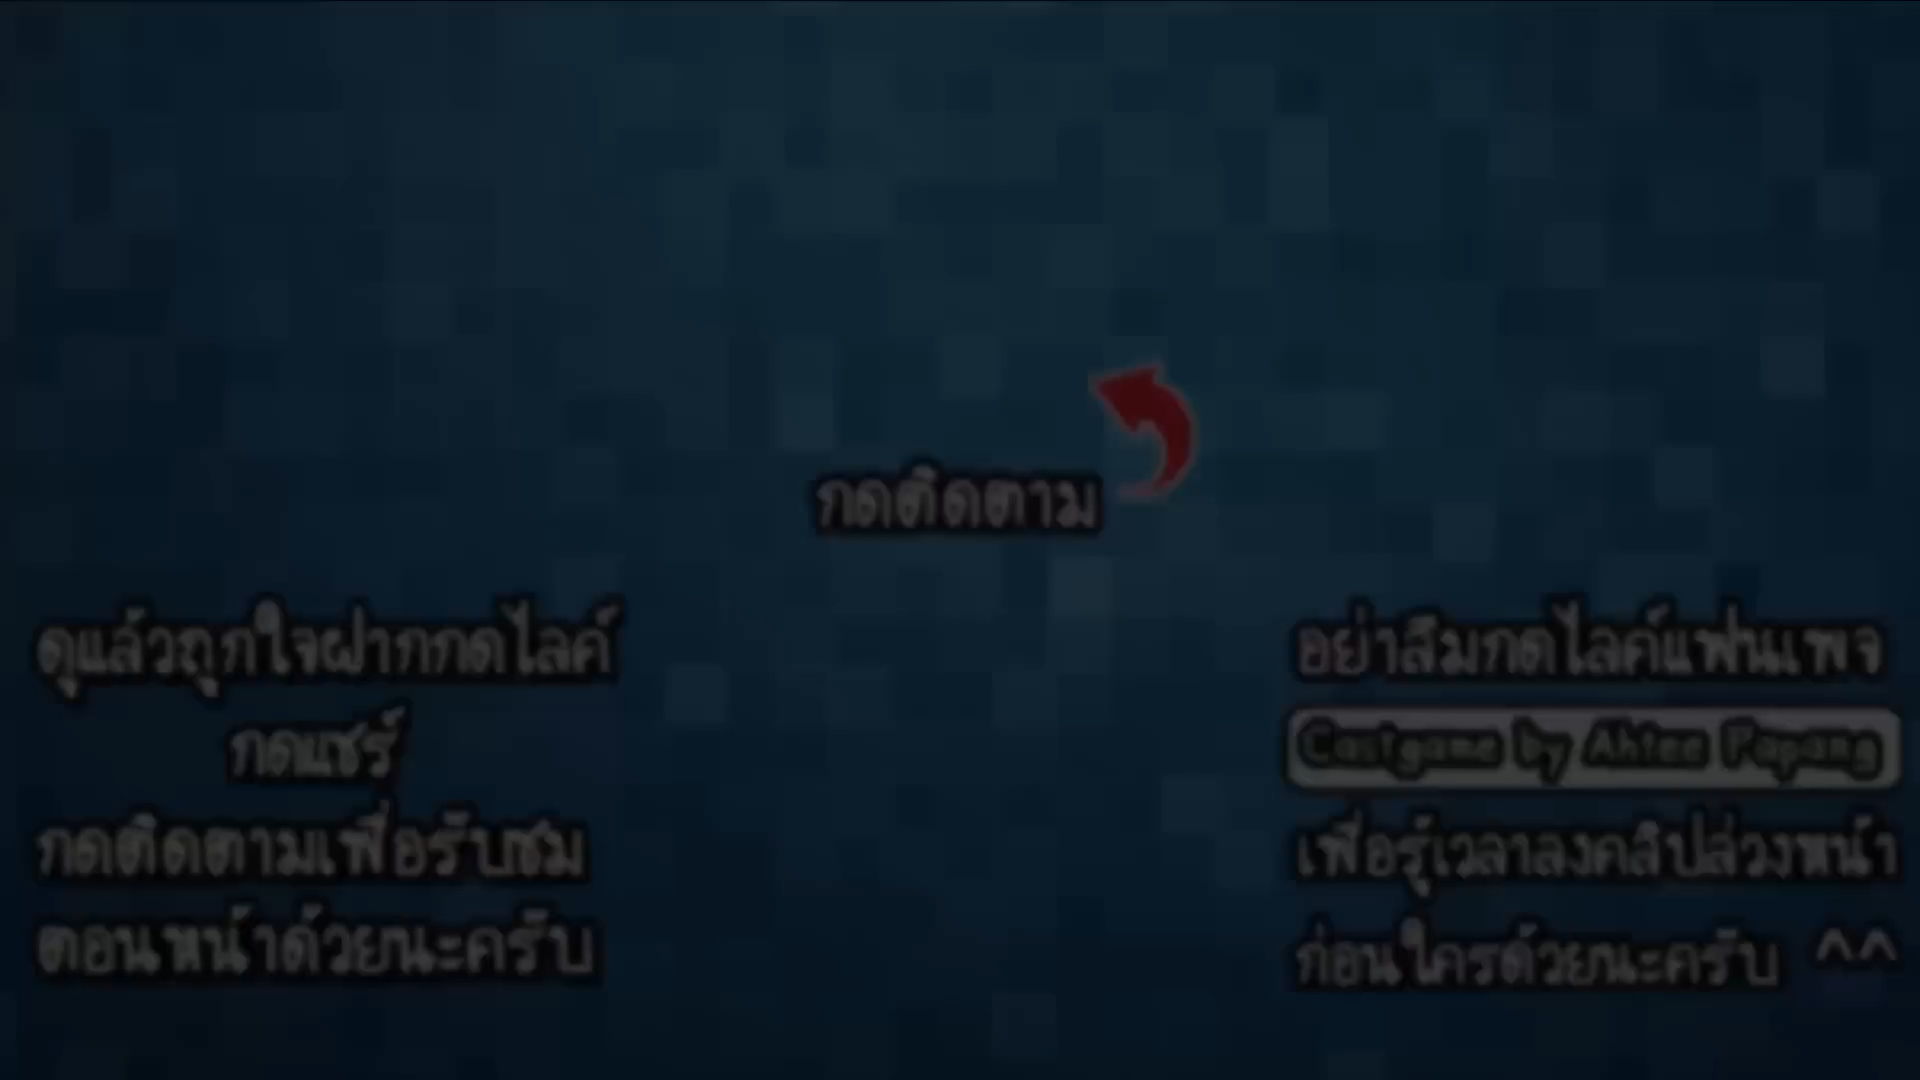 กดติดตาม
ดูแล้วถูกใจฝากกดไลค์
กดแชร์
กดติดตามเพื่อรับชม
ตอนหน้าด้วยนะครับ
อย่าลืมกดไลค์แฟนเพจ
Castgame by Ahtee Papang
เพื่อรู้เวลาลงคลิปล่วงหน้า
ก่อนใครด้วยนะครับ ^^